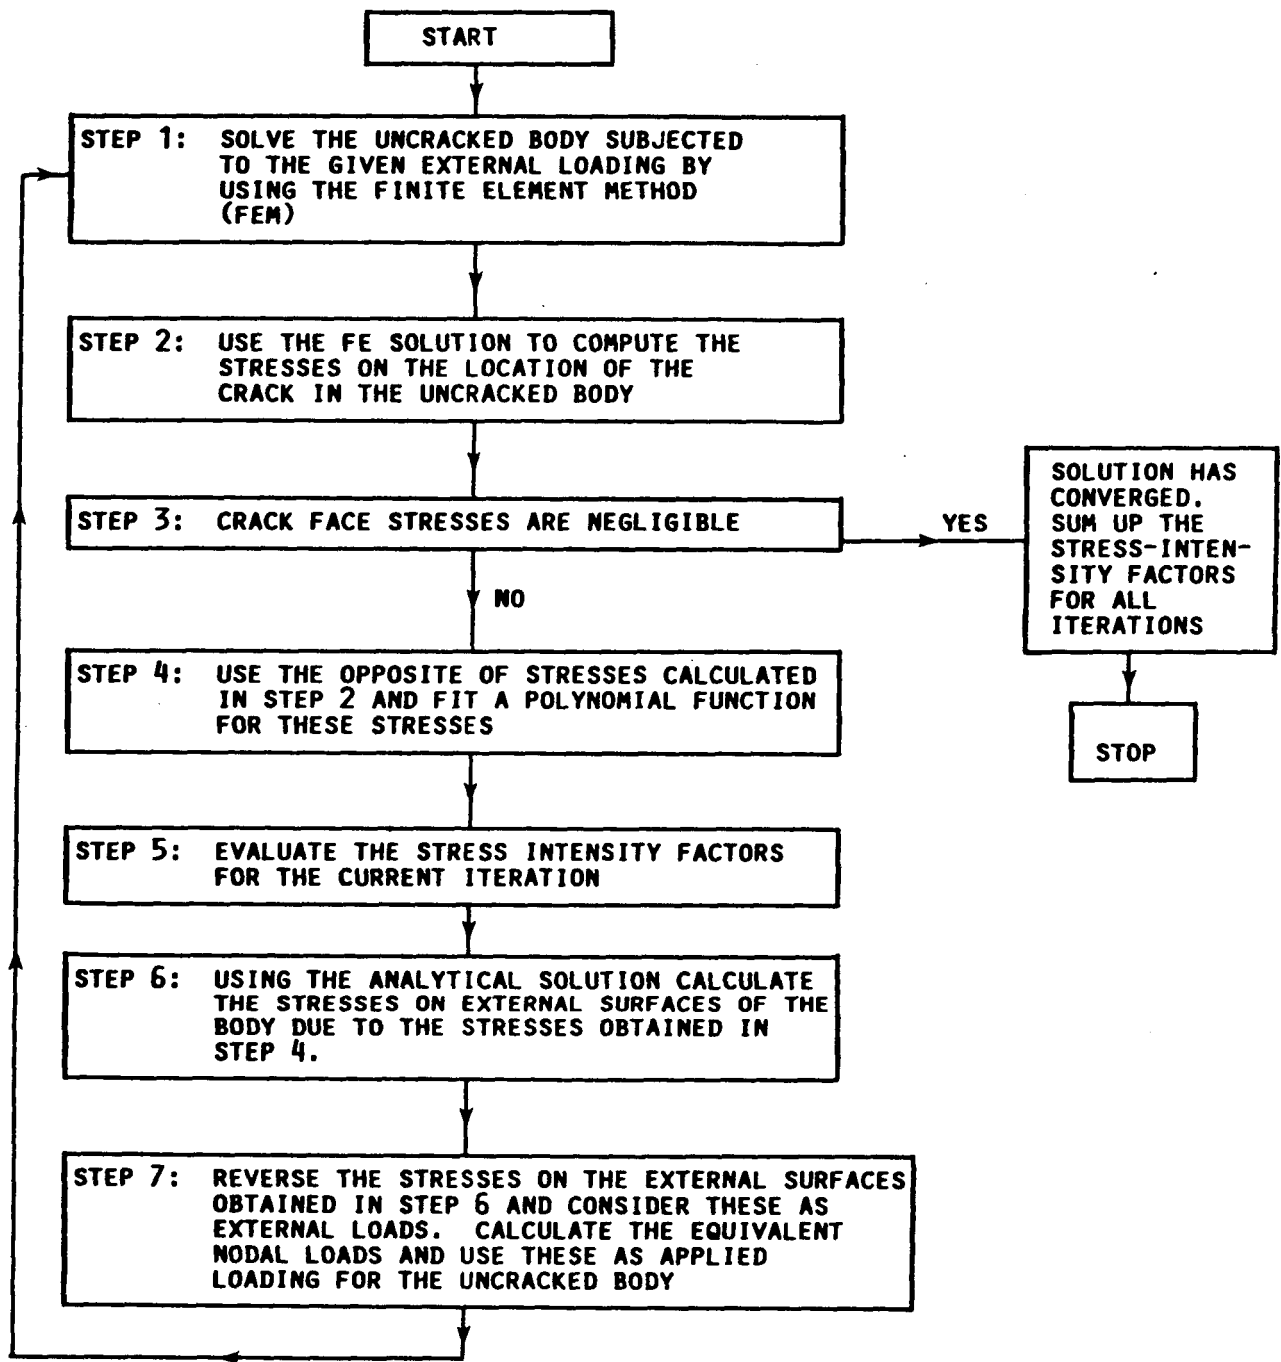 START
STEP 1: SOLVE THE UNCRACKED BODY SUBJECTED
TO THE GIVEN EXTERNAL LOADING BY
USING THE FINITE ELEMENT METHOD
(FEM)
STEP 2: USE THE FE SOLUTION TO COMPUTE THE
STRESSES ON THE LOCATION OF THE
CRACK IN THE UNCRACKED BODY
STEP 3: CRACK FACE STRESSES ARE NEGLIGIBLE
YES
SOLUTION HAS
CONVERGED.
SUM UP THE
STRESS-INTEN-
SITY FACTORS
FOR ALL
ITERATIONS
STOP
NO
STEP 4: USE THE OPPOSITE OF STRESSES CALCULATED
IN STEP 2 AND FIT A POLYNOMIAL FUNCTION
FOR THESE STRESSES
STEP 5: EVALUATE THE STRESS INTENSITY FACTORS
FOR THE CURRENT ITERATION
STEP 6: USING THE ANALYTICAL SOLUTION CALCULATE
THE STRESSES ON EXTERNAL SURFACES OF THE
BODY DUE TO THE STRESSES OBTAINED IN
STEP 4.
STEP 7: REVERSE THE STRESSES ON THE EXTERNAL SURFACES
OBTAINED IN STEP 6 AND CONSIDER THESE AS
EXTERNAL LOADS. CALCULATE THE EQUIVALENT
NODAL LOADS AND USE THESE AS APPLIED
LOADING FOR THE UNCRACKED BODY